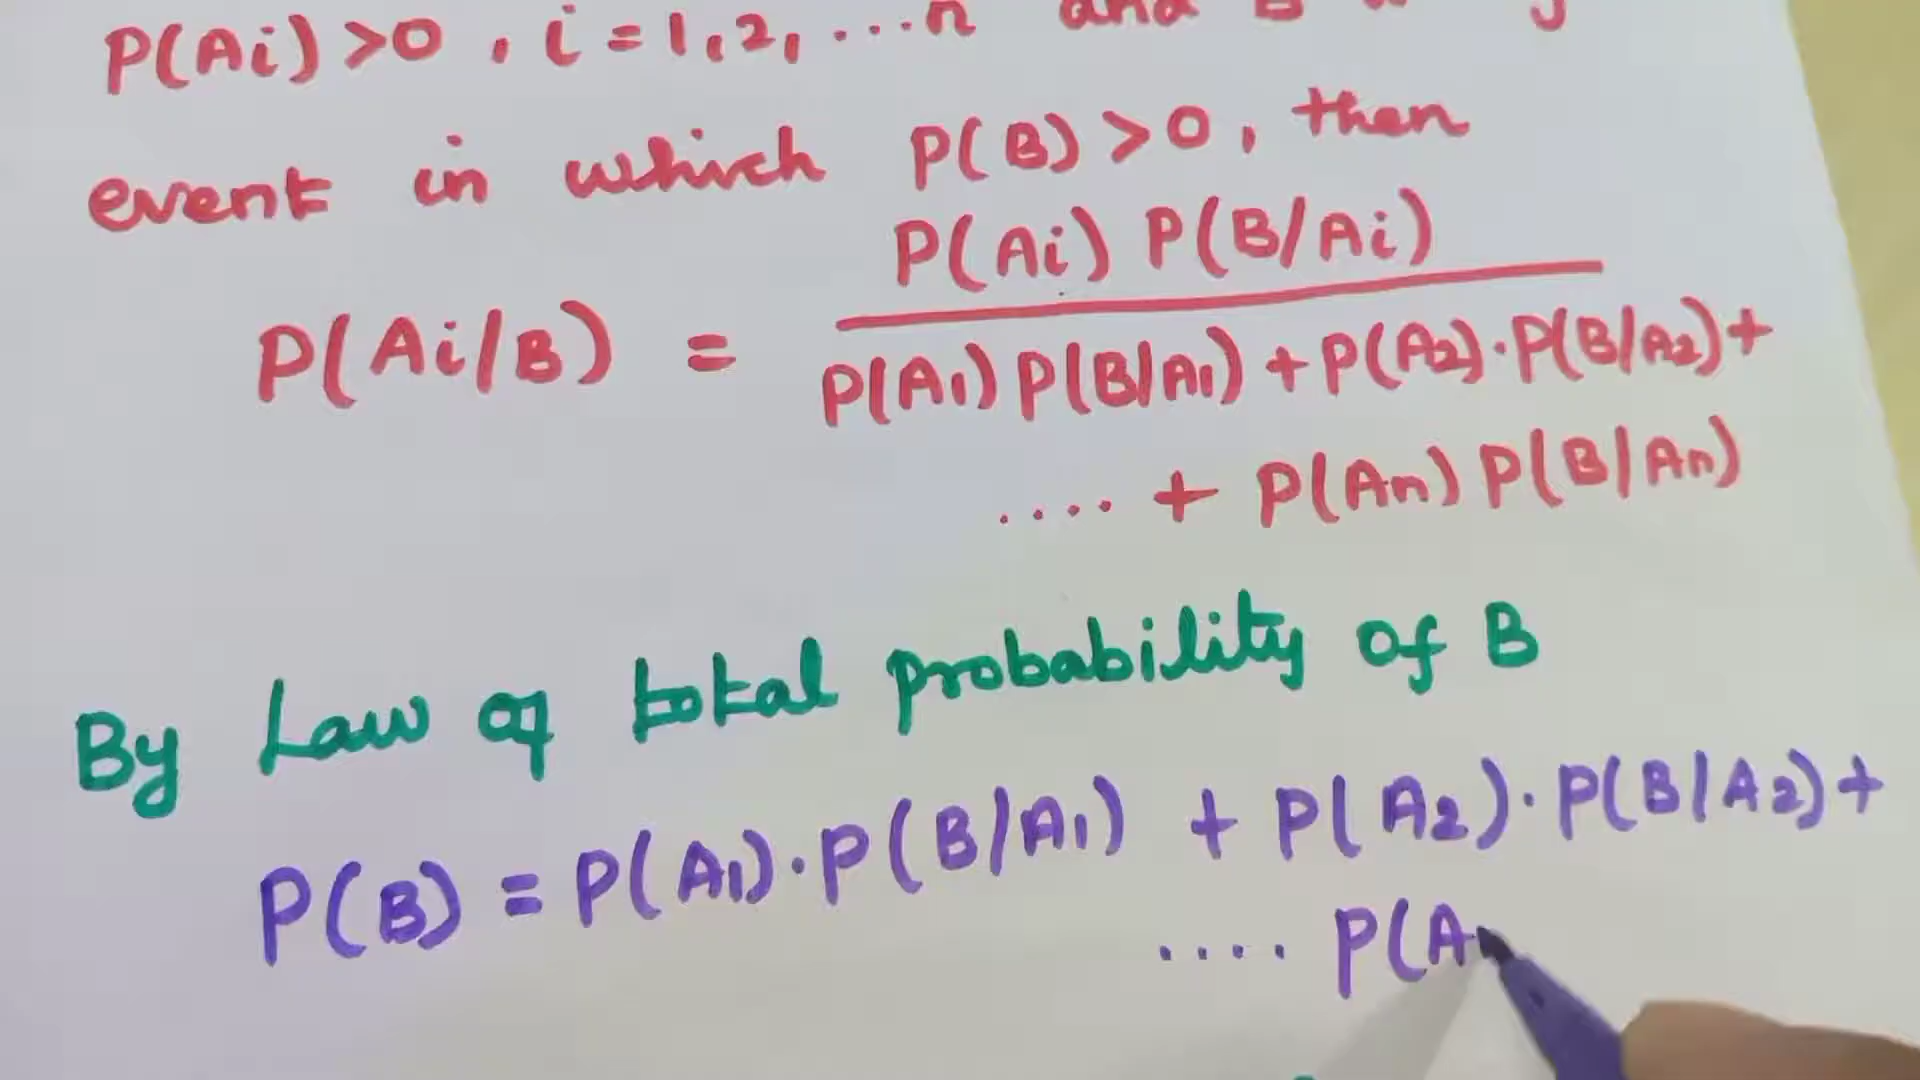 P(Ai) >0 , i = 1, 2, ...n and B
event in which P(B) >0, then
P(Ai) P(B/Ai)
P(Ai/B) =
P(A1) P(B/A1) + P(A2)·P(B/A2)+
.... + P(An) P(B/An)
By Law of total probability of B
P(B) = P(A1)·P(B/A1) + P(A2)·P(B/A2)+
.... P(A